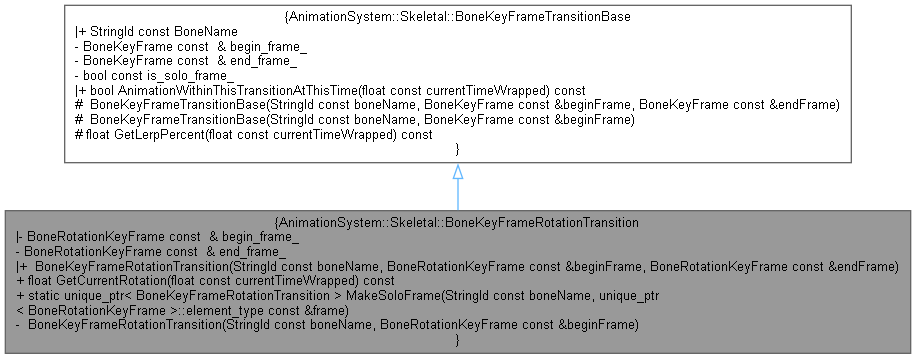 {AnimationSystem::Skeletal::BoneKeyFrameTransitionBase
|+ StringId const BoneName
- BoneKeyFrame const  & begin_frame_
- BoneKeyFrame const  & end_frame_
- bool const is_solo_frame_
|+ bool AnimationWithinThisTransitionAtThisTime(float const currentTimeWrapped) const
#  BoneKeyFrameTransitionBase(StringId const boneName, BoneKeyFrame const &beginFrame, BoneKeyFrame const &endFrame)
#  BoneKeyFrameTransitionBase(StringId const boneName, BoneKeyFrame const &beginFrame)
# float GetLerpPercent(float const currentTimeWrapped) const
}
{AnimationSystem::Skeletal::BoneKeyFrameRotationTransition
|- BoneRotationKeyFrame const  & begin_frame_
- BoneRotationKeyFrame const  & end_frame_
|+  BoneKeyFrameRotationTransition(StringId const boneName, BoneRotationKeyFrame const &beginFrame, BoneRotationKeyFrame const &endFrame)
+ float GetCurrentRotation(float const currentTimeWrapped) const
+ static unique_ptr< BoneKeyFrameRotationTransition > MakeSoloFrame(StringId const boneName, unique_ptr
< BoneRotationKeyFrame >::element_type const &frame)
-  BoneKeyFrameRotationTransition(StringId const boneName, BoneRotationKeyFrame const &beginFrame)
}